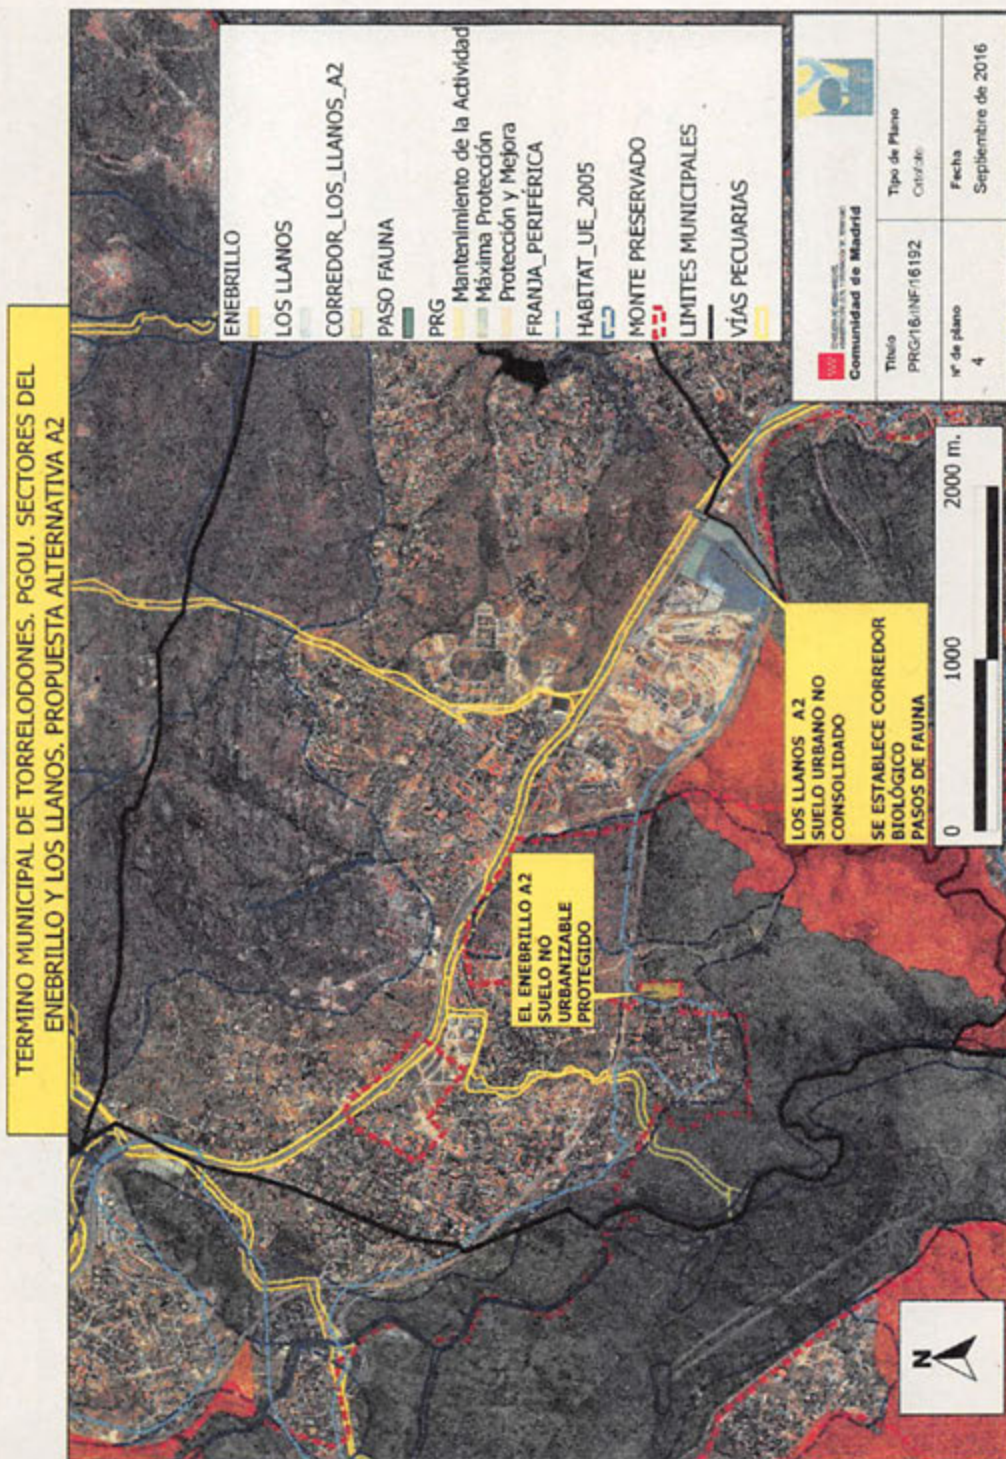 TERMINO MUNICIPAL DE TORRELODONES. PGOU. SECTORES DEL
ENEBRILLO Y LOS LLANOS. PROPUESTA ALTERNATIVA A2
ENEBRILLO
LOS LLANOS
CORREDOR_LOS_LLANOS_A2
PASO FAUNA
PRG
Mantenimiento de la Actividad
Máxima Protección
Protección y Mejora
FRANJA_PERIFÉRICA
HABITAT_UE_2005
MONTE PRESERVADO
LIMITES MUNICIPALES
VÍAS PECUARIAS
EL ENEBRILLO A2
SUELO NO
URBANIZABLE
PROTEGIDO
LOS LLANOS A2
SUELO URBANO NO
CONSOLIDADO
SE ESTABLECE CORREDOR
BIOLÓGICO
PASOS DE FAUNA
N
0 1000 2000 m.
Comunidad de Madrid
Título
PRG/16/INF/16192
Tipo de Plano
Ortofoto
Nº de plano
4
Fecha
Septiembre de 2016